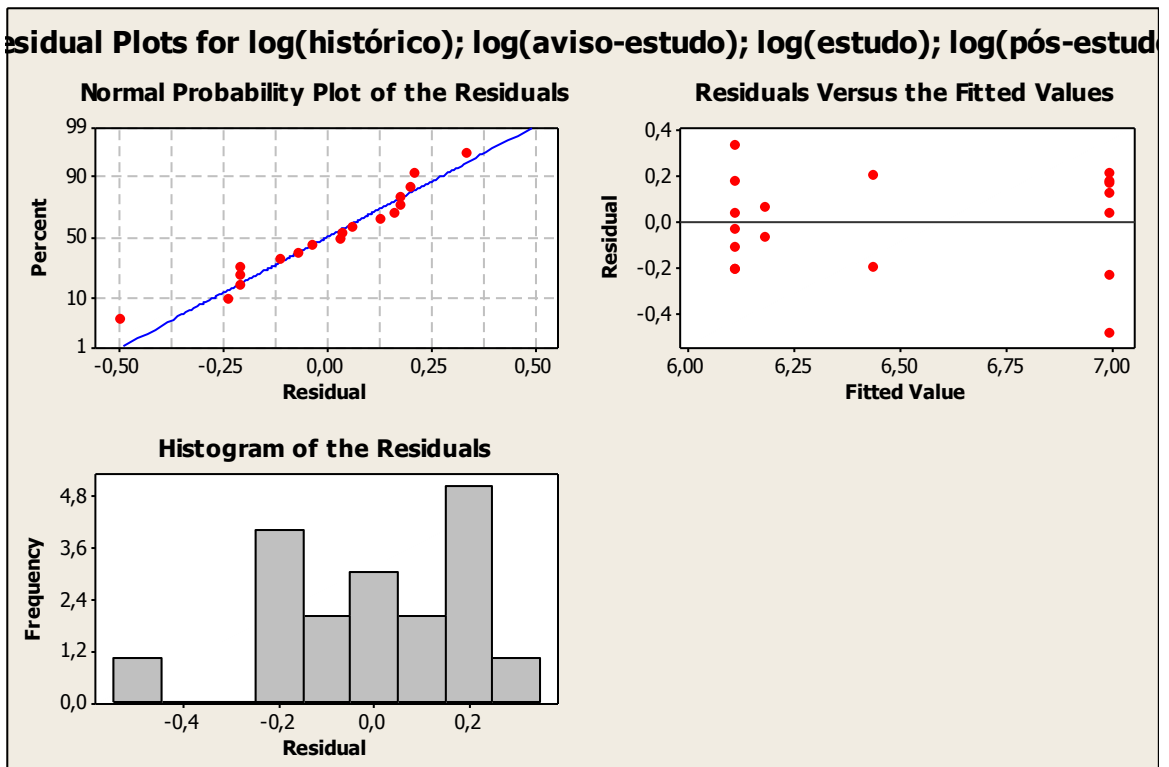 esidual Plots for log(histórico); log(aviso-estudo); log(estudo); log(pós-estud
Normal Probability Plot of the Residuals
Percent
99
90
50
10
1
-0,50 -0,25 0,00 0,25 0,50
Residual
Residuals Versus the Fitted Values
Residual
0,4
0,2
0,0
-0,2
-0,4
6,00 6,25 6,50 6,75 7,00
Fitted Value
Histogram of the Residuals
Frequency
4,8
3,6
2,4
1,2
0,0
-0,4 -0,2 0,0 0,2
Residual